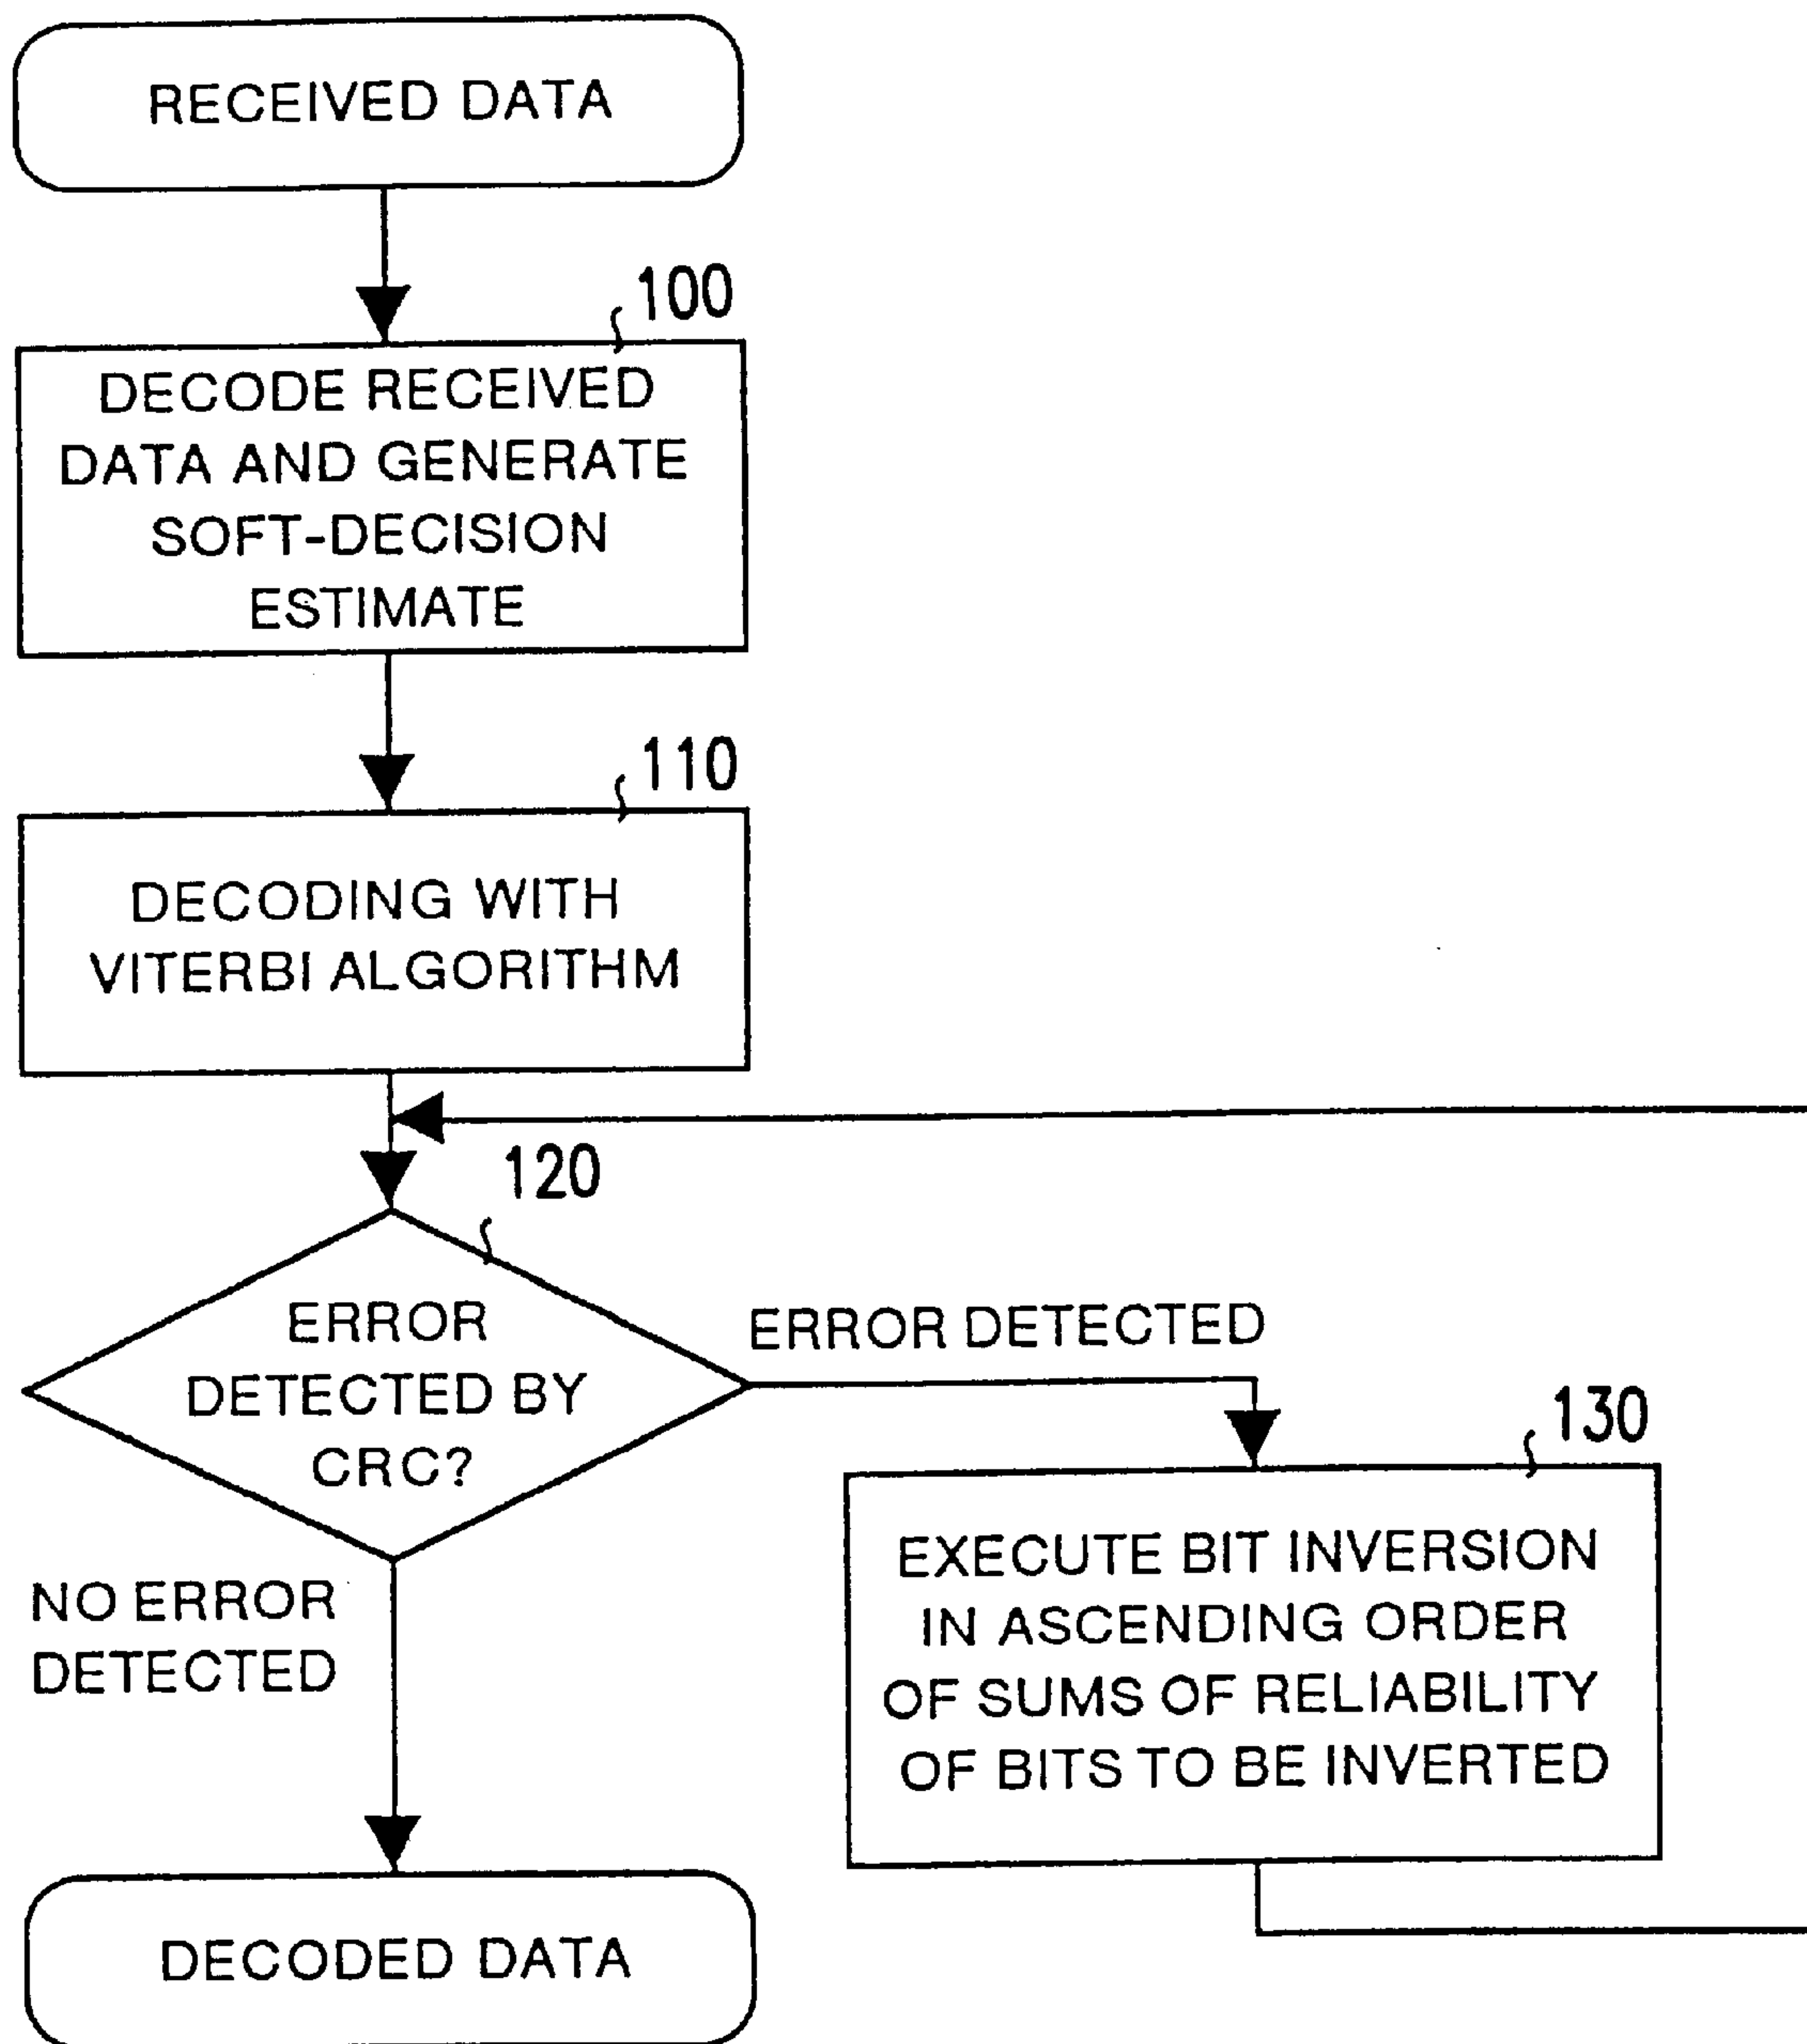 RECEIVED DATA
100
DECODE RECEIVED
DATA AND GENERATE
SOFT-DECISION
ESTIMATE
110
DECODING WITH
VITERBI ALGORITHM
120
ERROR
DETECTED BY
CRC?
ERROR DETECTED
130
EXECUTE BIT INVERSION
IN ASCENDING ORDER
OF SUMS OF RELIABILITY
OF BITS TO BE INVERTED
NO ERROR
DETECTED
DECODED DATA